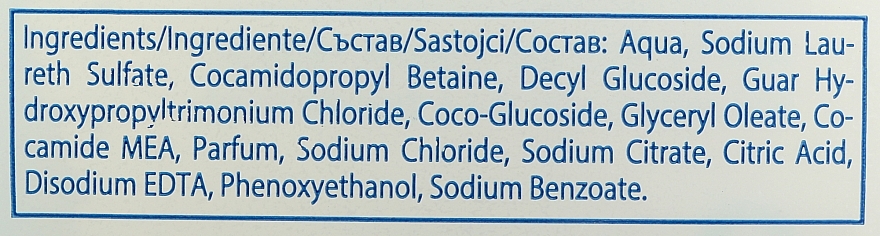 Ingredients/Ingrediente/Състав/Sastojci/Состав: Aqua, Sodium Lau-
reth Sulfate, Cocamidopropyl Betaine, Decyl Glucoside, Guar Hy-
droxypropyltrimonium Chloride, Coco-Glucoside, Glyceryl Oleate, Co-
camide MEA, Parfum, Sodium Chloride, Sodium Citrate, Citric Acid,
Disodium EDTA, Phenoxyethanol, Sodium Benzoate.